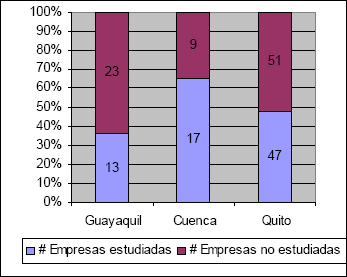 100%
90%
80%
70%
60%
50%
40%
30%
20%
10%
0%
23 9 51
13 17 47
Guayaquil Cuenca Quito
# Empresas estudiadas # Empresas no estudiadas